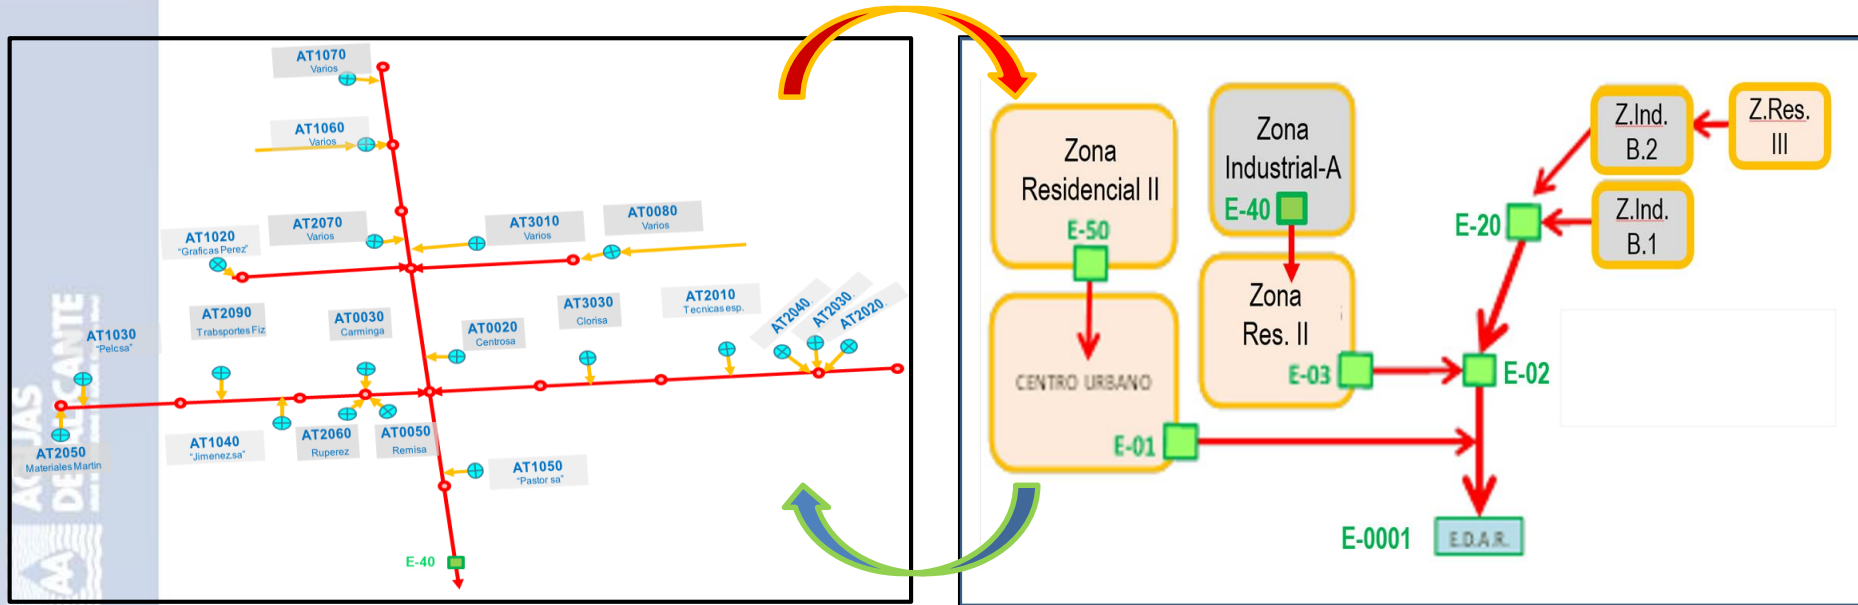 AT1070
Varios
AT1060
Varios
AT2070
Varios
AT3010
Varios
AT0080
Varios
AT1020
"Graficas Perez"
AT2090
Trabsportes Fiz
AT0030
Carminga
AT0020
Centrosa
AT3030
Clorisa
AT2010
Tecnicas esp.
AT2040.
AT2030.
AT2020.
AT1030
"Pelcsa"
AT2050
Materiales Martin
AT1040
"Jimenez,sa"
AT2060
Ruperez
AT0050
Remisa
AT1050
"Pastor sa"
E-40
AGUAS
DE ALICANTE
Zona
Residencial II
E-50
CENTRO URBANO
E-01
Zona
Industrial-A
E-40
Zona
Res. II
E-03
Z.Ind.
B.2
Z.Res.
III
Z.Ind.
B.1
E-20
E-02
E-0001
E.D.A.R.